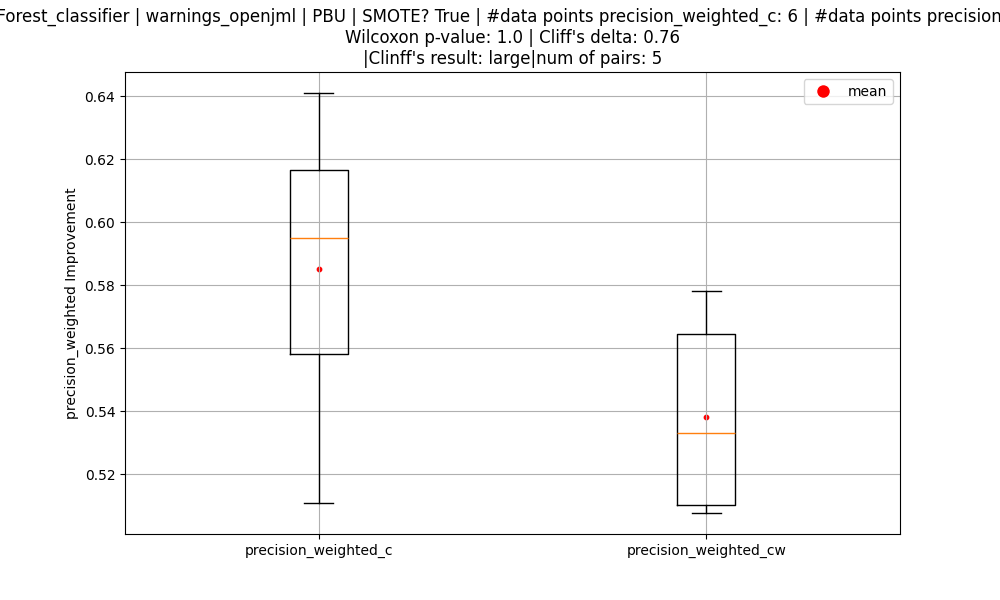 Forest_classifier | warnings_openjml | PBU | SMOTE? True | #data points precision_weighted_c: 6 | #data points precision
Wilcoxon p-value: 1.0 | Cliff's delta: 0.76
|Clinff's result: large|num of pairs: 5
mean
0.64
0.62
0.60
0.58
0.56
0.54
0.52
precision_weighted Improvement
precision_weighted_c
precision_weighted_cw